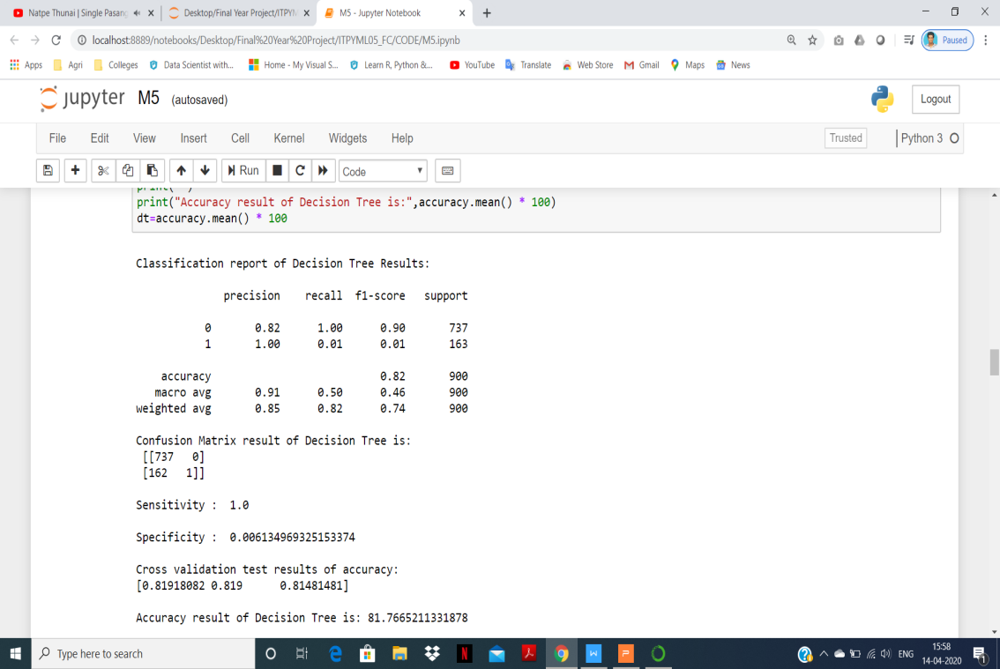 Natpe Thunai | Single Pasang
Desktop/Final Year Project/ITPYM
M5 - Jupyter Notebook
localhost:8889/notebooks/Desktop/Final%20Year%20Project/ITPYML05_FC/CODE/M5.ipynb
Paused
Apps Agri Colleges Data Scientist with... Home - My Visual S... Learn R, Python &... YouTube Translate Web Store Gmail Maps News
jupyter M5 (autosaved)
Logout
File Edit View Insert Cell Kernel Widgets Help
Trusted Python 3
Run Code
print("Accuracy result of Decision Tree is:",accuracy.mean() * 100)
dt=accuracy.mean() * 100
Classification report of Decision Tree Results:
precision recall f1-score support
0 0.82 1.00 0.90 737
1 1.00 0.01 0.01 163
accuracy 0.82 900
macro avg 0.91 0.50 0.46 900
weighted avg 0.85 0.82 0.74 900
Confusion Matrix result of Decision Tree is:
[[737 0]
[162 1]]
Sensitivity : 1.0
Specificity : 0.006134969325153374
Cross validation test results of accuracy:
[0.81918082 0.819 0.81481481]
Accuracy result of Decision Tree is: 81.7665211331878
Type here to search
ENG
15:58
14-04-2020